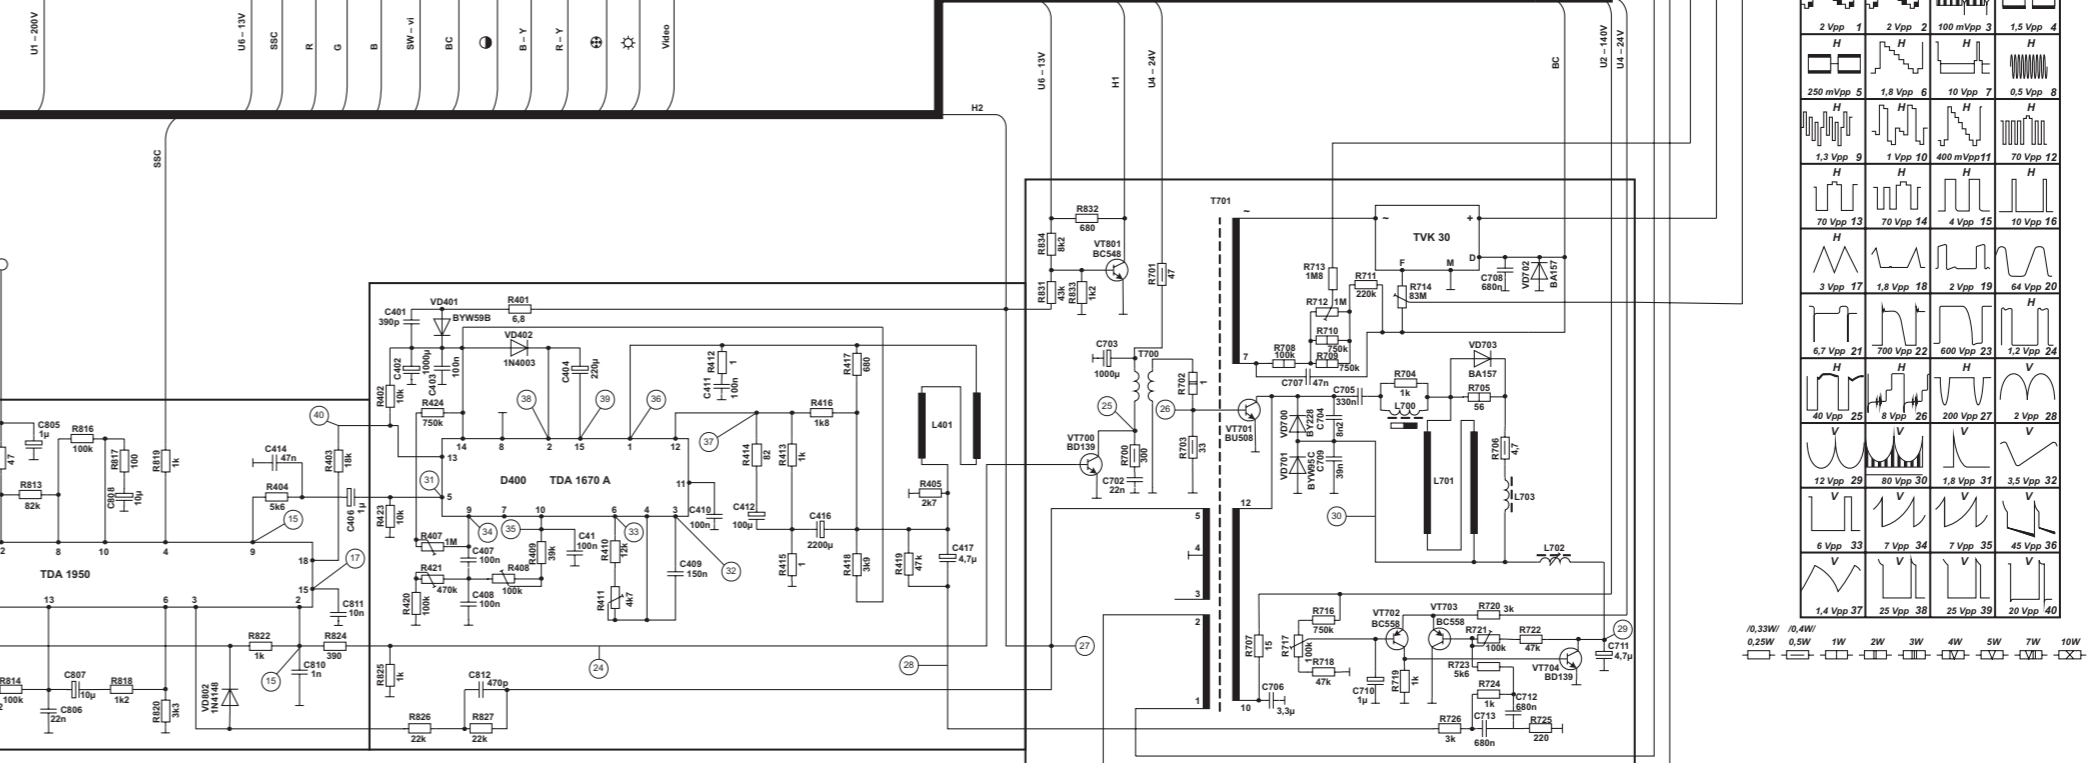 U1 – 200V
U6 – 13V
SSC
R
G
B
SW – vi
BC
B – Y
R – Y
Video
H2
U6 – 13V
H1
U4 – 24V
BC
U2 – 140V
U4 – 24V
SSC
2 Vpp 1
2 Vpp 2
100 mVpp 3
1,5 Vpp 4
H
H
H
H
250 mVpp 5
1,8 Vpp 6
10 Vpp 7
0,5 Vpp 8
H
H
H
H
1,3 Vpp 9
1 Vpp 10
400 mVpp 11
70 Vpp 12
H
H
H
H
70 Vpp 13
70 Vpp 14
4 Vpp 15
10 Vpp 16
H
3 Vpp 17
1,8 Vpp 18
2 Vpp 19
64 Vpp 20
H
6,7 Vpp 21
700 Vpp 22
600 Vpp 23
1,2 Vpp 24
H
H
H
V
40 Vpp 25
8 Vpp 26
200 Vpp 27
2 Vpp 28
V
V
V
V
12 Vpp 29
80 Vpp 30
1,8 Vpp 31
3,5 Vpp 32
V
V
V
V
6 Vpp 33
7 Vpp 34
7 Vpp 35
45 Vpp 36
V
V
V
V
1,4 Vpp 37
25 Vpp 38
25 Vpp 39
20 Vpp 40
/0,33W/
0,25W
/0,4W/
0,5W
1W
2W
3W
4W
5W
7W
10W
C805
1µ
47
R816
100k
R817
100
C808
10µ
R819
1k
R813
82k
C414
47n
R404
5k6
R403
18k
C406
1µ
40
15
17
2
8
10
4
9
18
15
TDA 1950
13
6
3
2
C811
10n
R822
1k
R824
390
C810
1n
15
VD802
1N4148
R814
100k
C807
10µ
C806
22n
R818
1k2
R820
3k3
VD401
BYW59B
R401
6,8
C401
390p
VD402
1N4003
C402
1000µ
C403
100n
C404
220µ
R402
10k
R424
750k
38
39
36
37
C411
100n
R412
1
R417
680
R416
1k8
R414
82
R413
1k
14
8
2
15
1
12
13
31
5
D400
TDA 1670 A
11
9
7
10
6
4
3
34
35
33
32
R423
10k
C410
100n
C412
100µ
C416
2200µ
R407
1M
C407
100n
R409
39k
C41
100n
R410
12k
C409
150n
R421
470k
R408
100k
C408
100n
R420
100k
R411
4k7
R415
1
R418
3k9
R419
47k
C417
4,7µ
L401
R405
2k7
24
28
27
R825
1k
C812
470p
R826
22k
R827
22k
R832
680
R834
8k2
VT801
BC548
R831
43k
R833
1k2
R701
47
T701
~
~
+
TVK 30
F
M
D
C708
680n
VD702
BA157
R713
1M8
R711
220k
R714
83M
R712
1M
R710
750k
R708
100k
R709
750k
C707
47n
7
C703
1000µ
T700
R702
1
25
26
VT700
BD139
R700
300
C702
22n
R703
33
VT701
BU508
VD700
BY228
C704
8n2
VD701
BYW95C
C709
39n
C705
330n
R704
1k
L700
VD703
BA157
R705
56
R706
4,7
L701
L703
L702
30
12
5
4
3
2
1
10
R707
15
C706
3,3µ
R716
750k
R717
100k
R718
47k
VT702
BC558
VT703
BC558
C710
1µ
R719
1k
R720
3k
R721
100k
R722
47k
R723
5k6
R724
1k
VT704
BD139
C712
680n
C713
680n
R725
220
R726
3k
29
C711
4,7µ